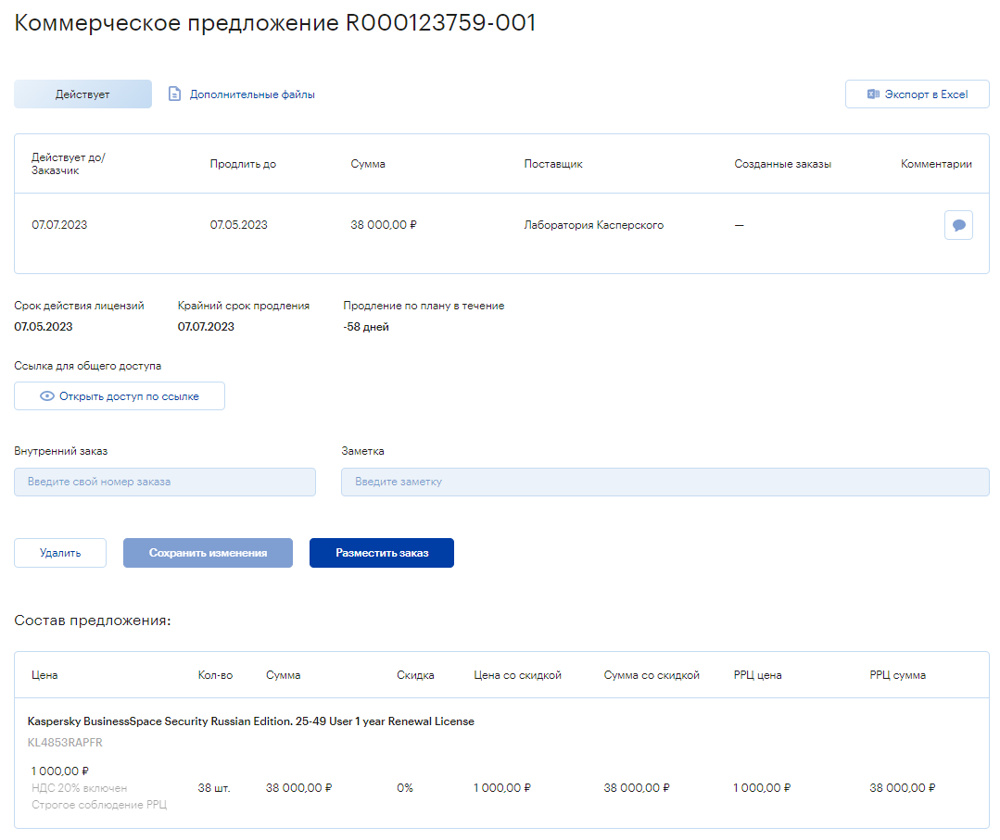 Коммерческое предложение R000123759-001
Действует
Дополнительные файлы
Экспорт в Excel
Действует до/
Заказчик
Продлить до
Сумма
Поставщик
Созданные заказы
Комментарии
07.07.2023
07.05.2023
38 000,00 ₽
Лаборатория Касперского
—
Срок действия лицензий
Крайний срок продления
Продление по плану в течение
07.05.2023
07.07.2023
-58 дней
Ссылка для общего доступа
Открыть доступ по ссылке
Внутренний заказ
Заметка
Введите свой номер заказа
Введите заметку
Удалить
Сохранить изменения
Разместить заказ
Состав предложения:
Цена
Кол-во
Сумма
Скидка
Цена со скидкой
Сумма со скидкой
РРЦ цена
РРЦ сумма
Kaspersky BusinessSpace Security Russian Edition. 25-49 User 1 year Renewal License
KL4853RAPFR
1 000,00 ₽
НДС 20% включен
Строгое соблюдение РРЦ
38 шт.
38 000,00 ₽
0%
1 000,00 ₽
38 000,00 ₽
1 000,00 ₽
38 000,00 ₽